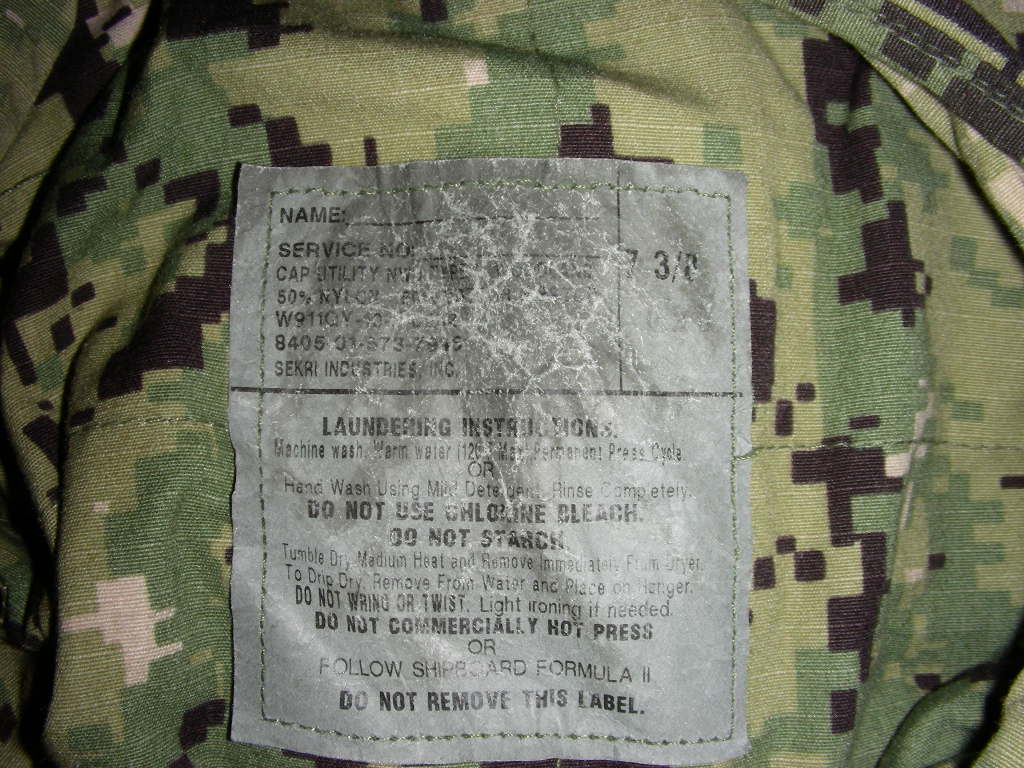 NAME:
SERVICE NO:
7 3/8
CAP UTILITY
50% NYLON
W911QY-
8405 01-573-
SEKRI INDUSTRIES, INC.
LAUNDERING INSTRUCTIONS:
Machine wash, Warm water (120° Max) Permanent Press Cycle
OR
Hand Wash Using Mild Detergent. Rinse Completely.
DO NOT USE CHLORINE BLEACH.
DO NOT STARCH
Tumble Dry Medium Heat and Remove Immediately From Dryer.
To Drip Dry, Remove From Water and Place on Hanger.
DO NOT WRING OR TWIST. Light ironing if needed.
DO NOT COMMERCIALLY HOT PRESS
OR
FOLLOW SHIPBOARD FORMULA II
DO NOT REMOVE THIS LABEL.